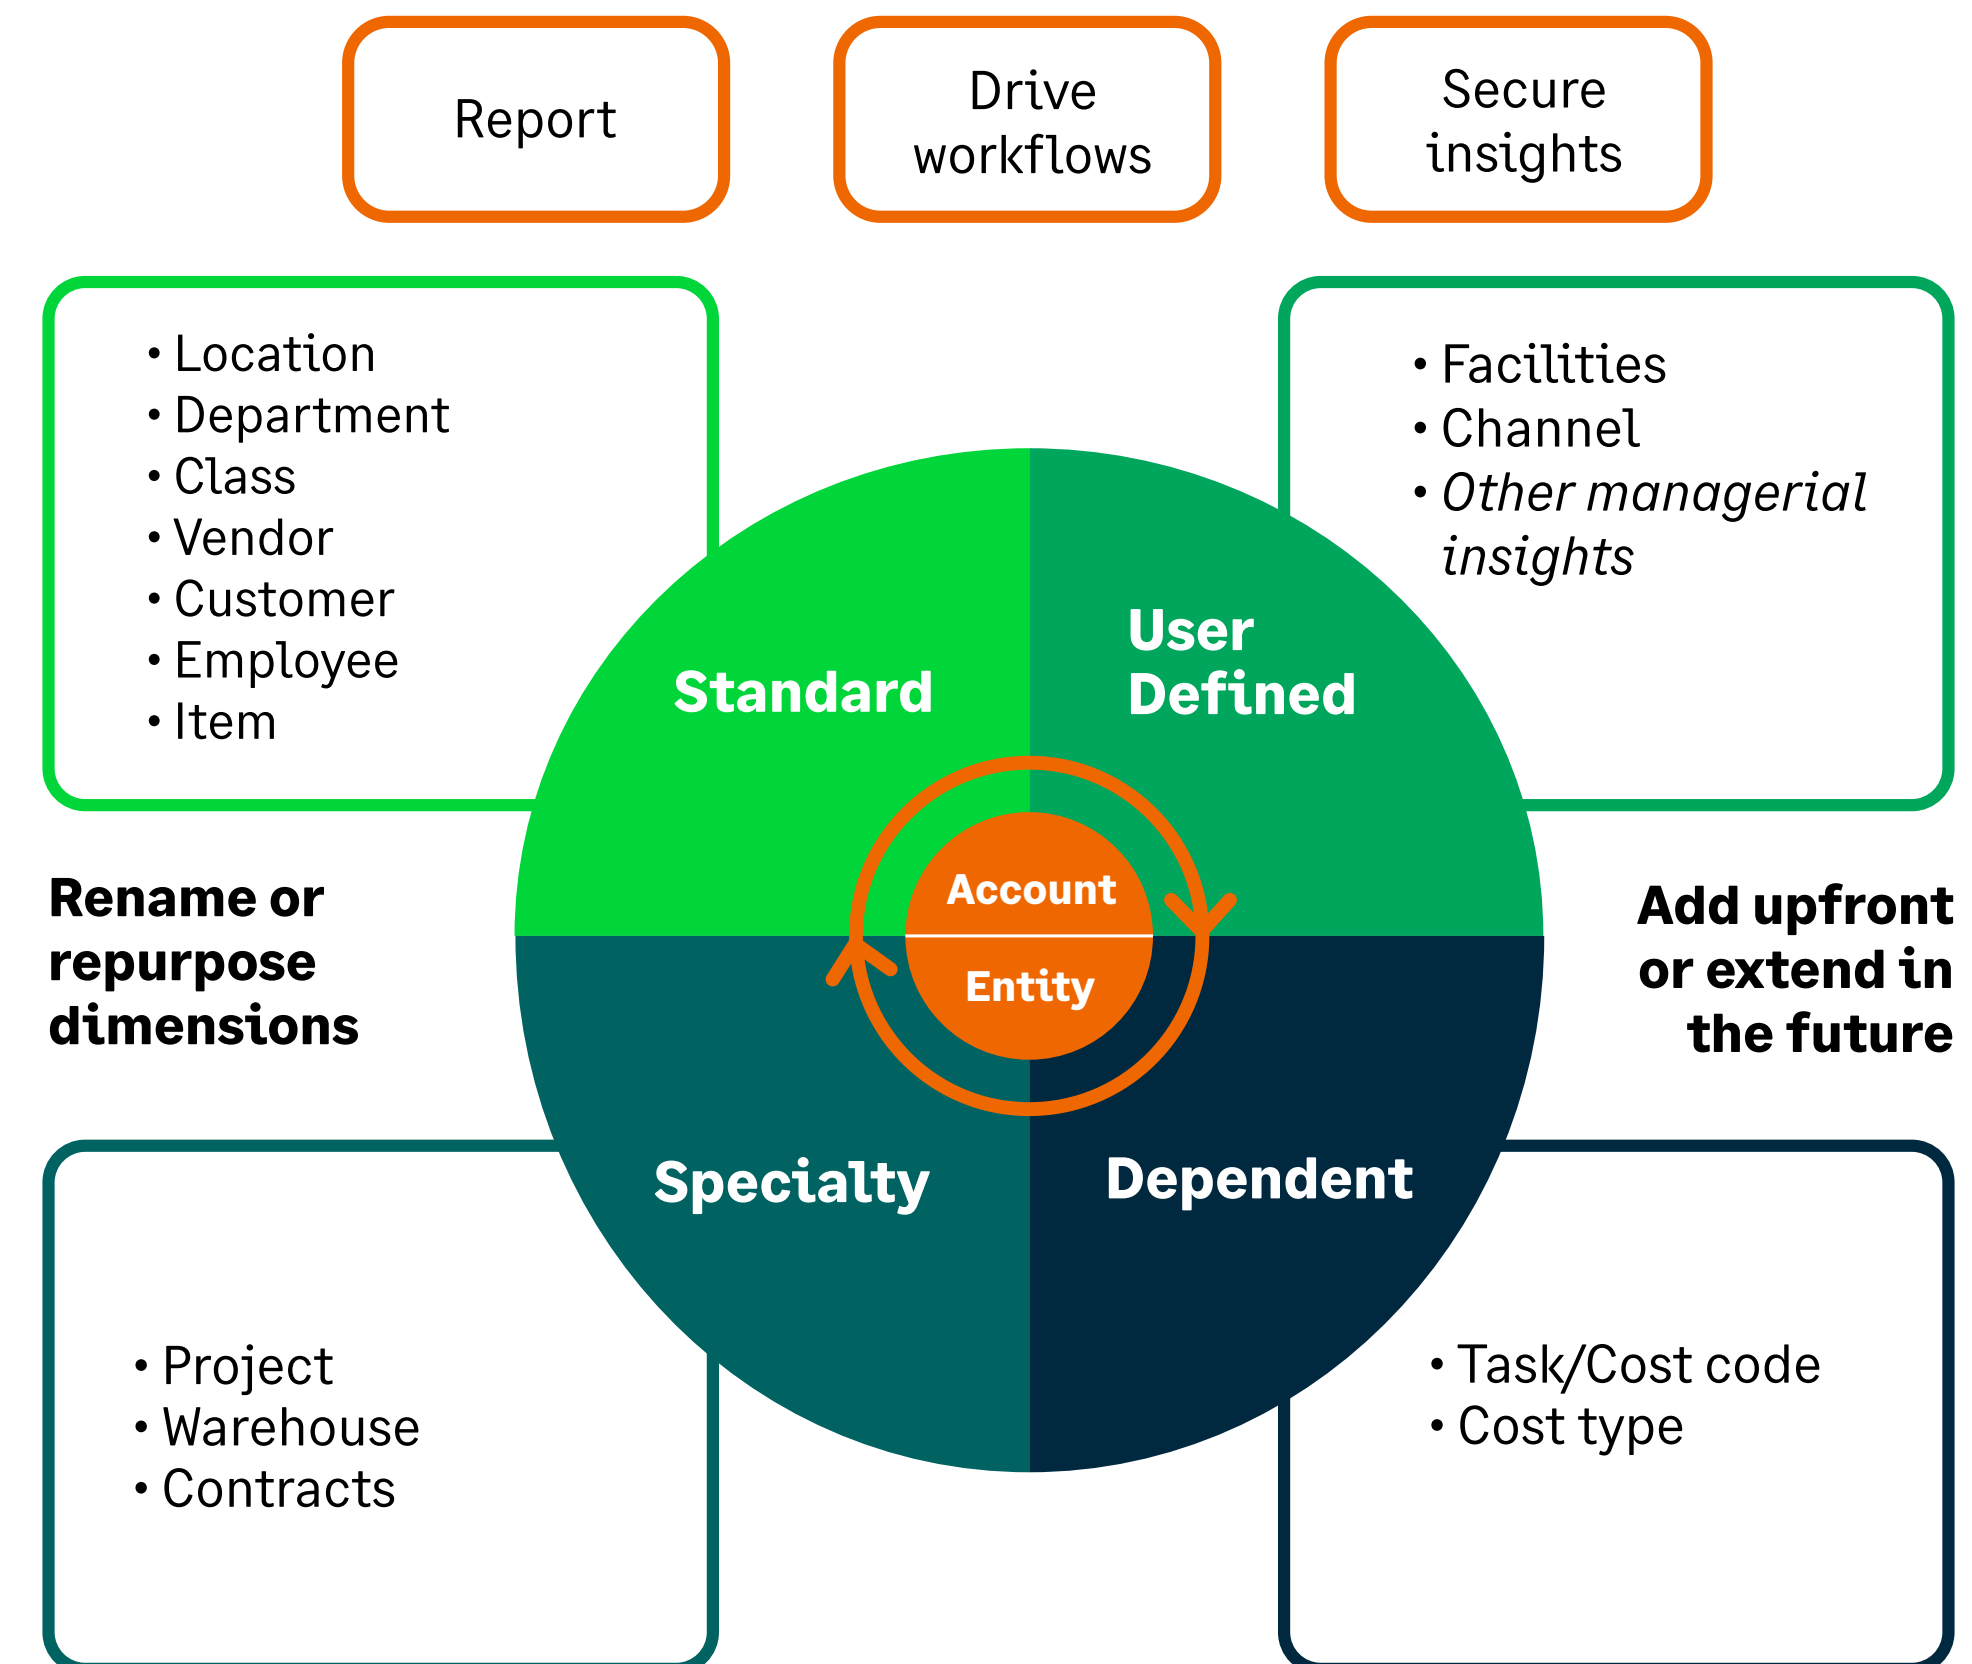 Report
Drive
workflows
Secure
insights
• Location
• Department
• Class
• Vendor
• Customer
• Employee
• Item
• Facilities
• Channel
• Other managerial
insights
Standard
User
Defined
Account
Entity
Rename or
repurpose
dimensions
Add upfront
or extend in
the future
Specialty
Dependent
• Project
• Warehouse
• Contracts
• Task/Cost code
• Cost type